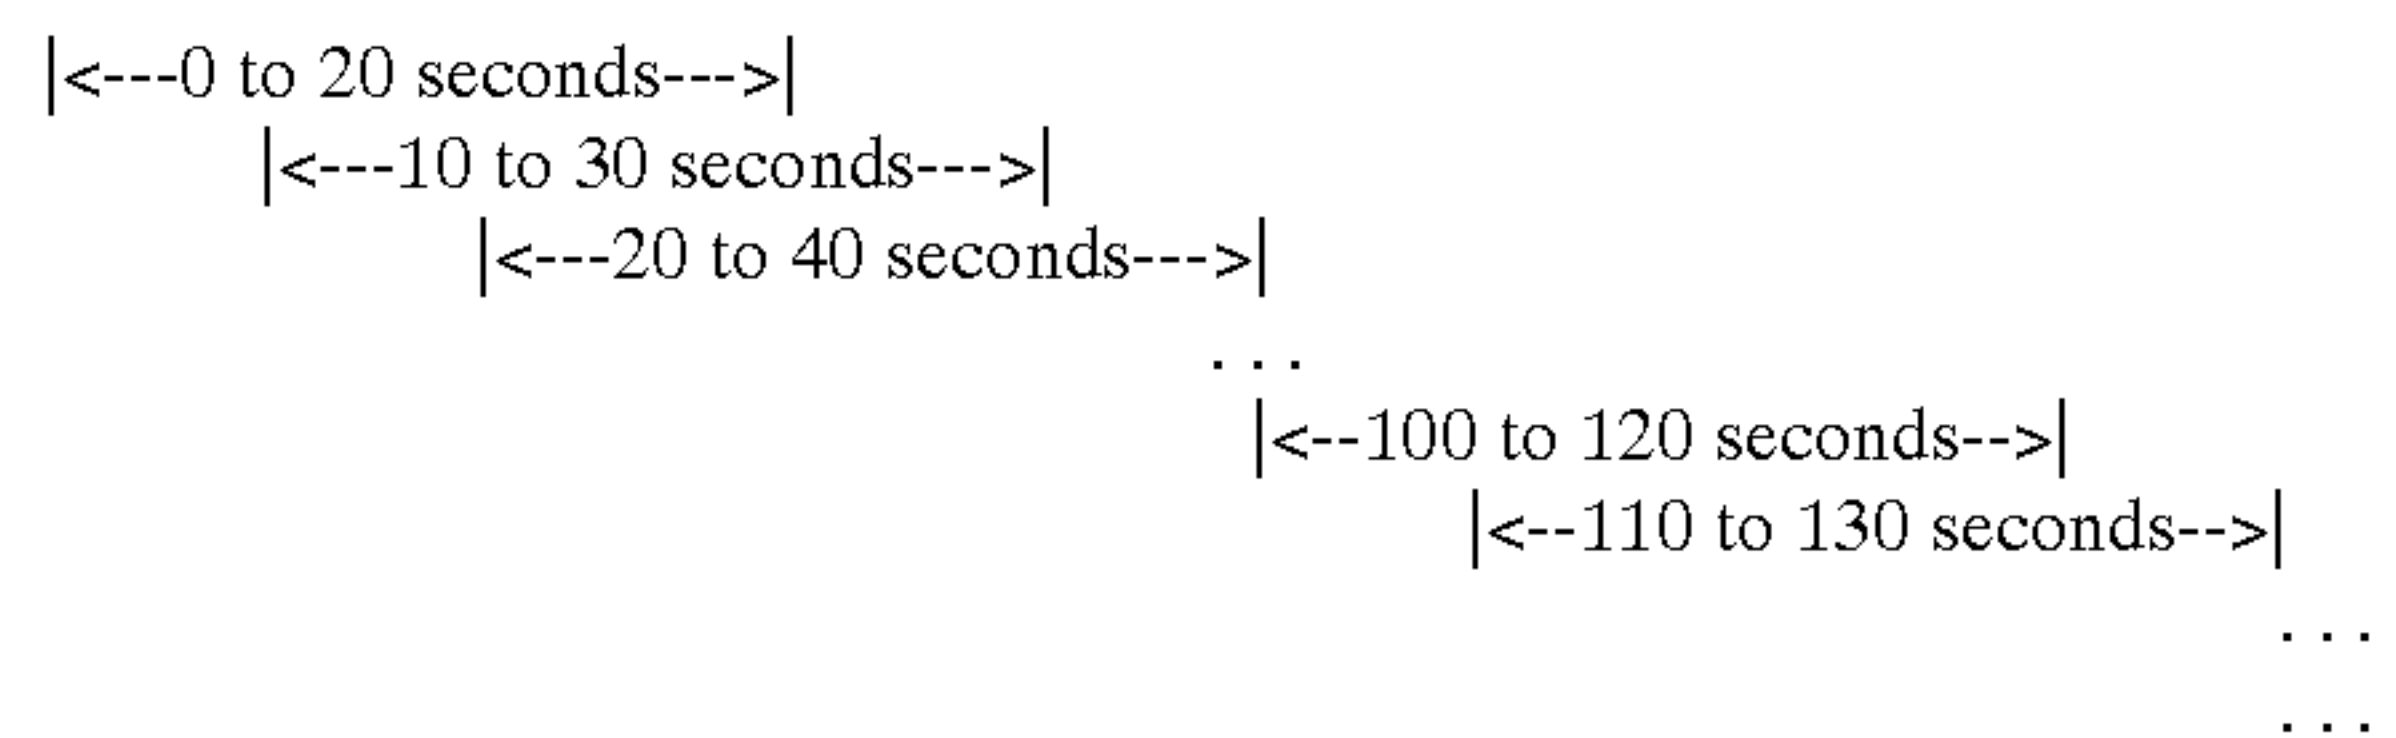 |<---0 to 20 seconds--->|
|<---10 to 30 seconds--->|
|<---20 to 40 seconds--->|
. . .
|<--100 to 120 seconds-->|
|<--110 to 130 seconds-->|
. . .
. . .